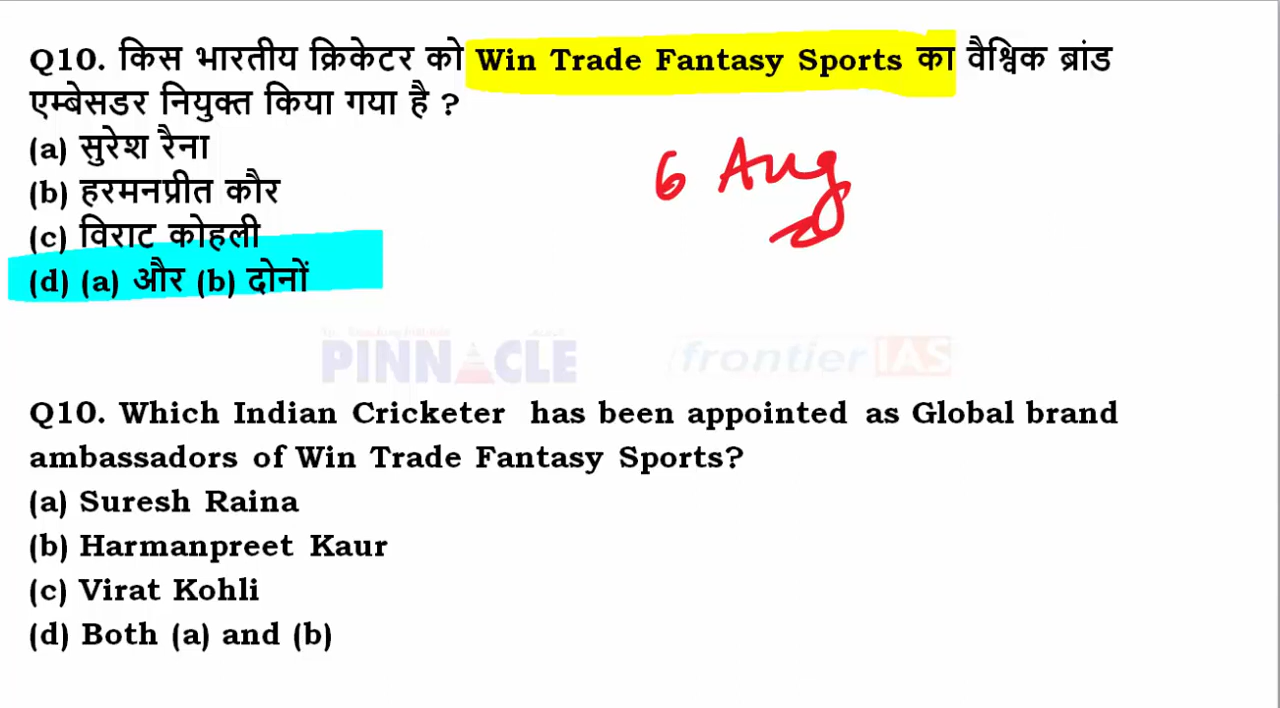 Q10. किस भारतीय क्रिकेटर को Win Trade Fantasy Sports का वैश्विक ब्रांड
एम्बेसडर नियुक्त किया गया है ?
(a) सुरेश रैना
6 Aug
(b) हरमनप्रीत कौर
(c) विराट कोहली
(d) (a) और (b) दोनों
PINNACLE frontier IAS
Q10. Which Indian Cricketer has been appointed as Global brand
ambassadors of Win Trade Fantasy Sports?
(a) Suresh Raina
(b) Harmanpreet Kaur
(c) Virat Kohli
(d) Both (a) and (b)